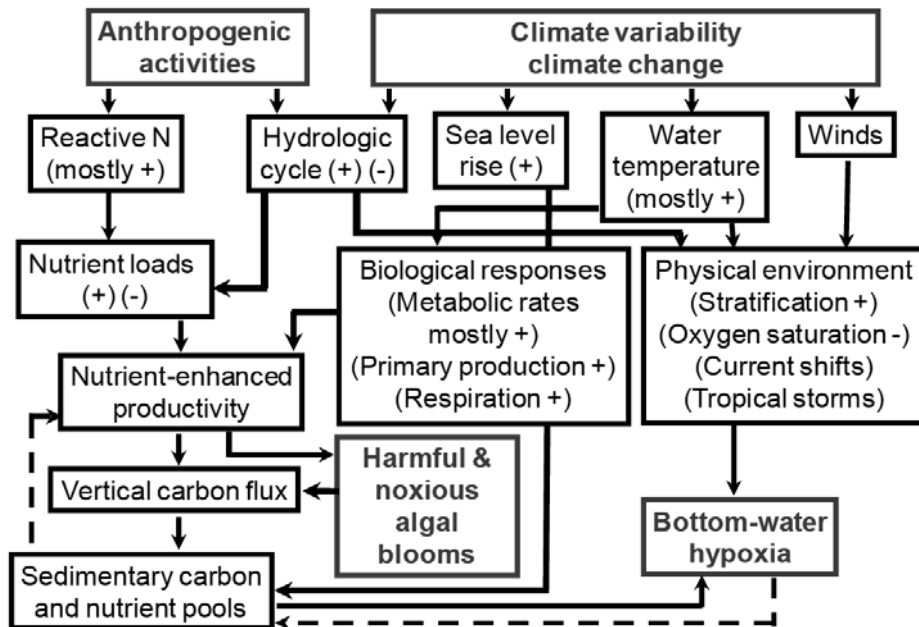 Anthropogenic
activities
Climate variability
climate change
Reactive N
(mostly +)
Hydrologic
cycle (+) (-)
Sea level
rise (+)
Water
temperature
(mostly +)
Winds
Nutrient loads
(+) (-)
Biological responses
(Metabolic rates
mostly +)
(Primary production +)
(Respiration +)
Physical environment
(Stratification +)
(Oxygen saturation -)
(Current shifts)
(Tropical storms)
Nutrient-enhanced
productivity
Harmful &
noxious
algal
blooms
Vertical carbon flux
Bottom-water
hypoxia
Sedimentary carbon
and nutrient pools